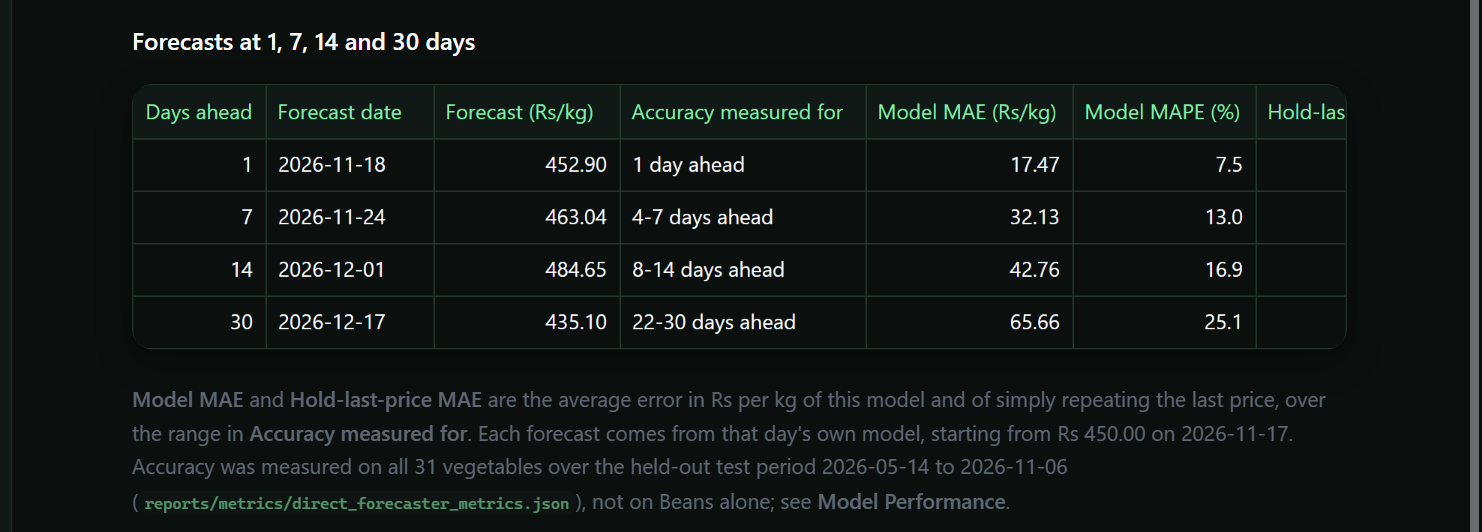 Forecasts at 1, 7, 14 and 30 days
Days ahead Forecast date Forecast (Rs/kg) Accuracy measured for Model MAE (Rs/kg) Model MAPE (%) Hold-las
1 2026-11-18 452.90 1 day ahead 17.47 7.5
7 2026-11-24 463.04 4-7 days ahead 32.13 13.0
14 2026-12-01 484.65 8-14 days ahead 42.76 16.9
30 2026-12-17 435.10 22-30 days ahead 65.66 25.1
Model MAE and Hold-last-price MAE are the average error in Rs per kg of this model and of simply repeating the last price, over
the range in Accuracy measured for. Each forecast comes from that day's own model, starting from Rs 450.00 on 2026-11-17.
Accuracy was measured on all 31 vegetables over the held-out test period 2026-05-14 to 2026-11-06
( reports/metrics/direct_forecaster_metrics.json ), not on Beans alone; see Model Performance.